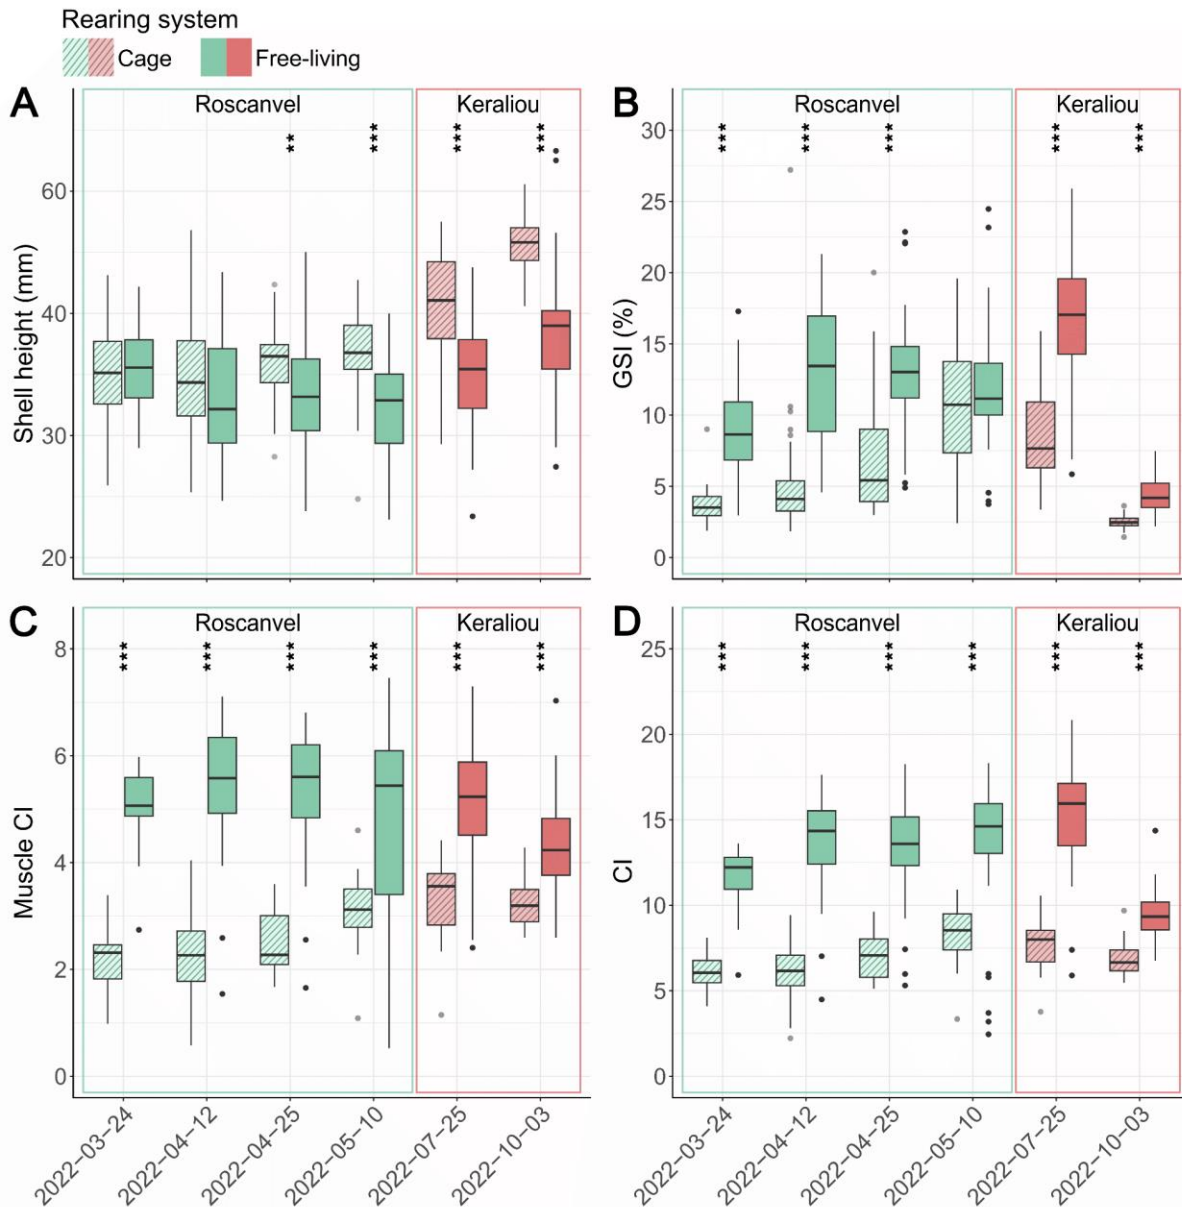 Rearing system
Cage
Free-living
A
Roscanvel
Keraliou
** *** *** ***
Shell height (mm)
60
40
30
20
B
Roscanvel
Keraliou
*** *** *** *** ***
GSI (%)
30
25
20
15
10
5
0
C
Roscanvel
Keraliou
*** *** *** *** *** ***
Muscle CI
8
6
4
2
0
2022-03-24
2022-04-12
2022-04-25
2022-05-10
2022-07-25
2022-10-03
D
Roscanvel
Keraliou
*** *** *** *** *** ***
CI
25
20
15
10
5
0
2022-03-24
2022-04-12
2022-04-25
2022-05-10
2022-07-25
2022-10-03